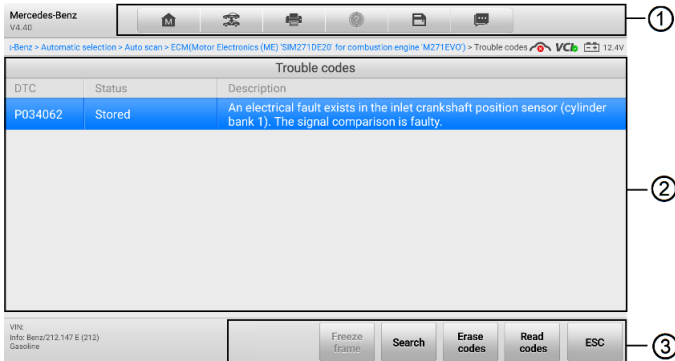 Mercedes-Benz
V4.40
M
?
①
s-Benz > Automatic selection > Auto scan > ECM(Motor Electronics (ME) 'SIM271DE20' for combustion engine 'M271EVO') > Trouble codes VCI 12.4V
Trouble codes
DTC Status Description
P034062 Stored An electrical fault exists in the inlet crankshaft position sensor (cylinder
bank 1). The signal comparison is faulty.
②
VIN:
Info: Benz/212.147 E (212)
Gasoline
Freeze
frame
Search
Erase
codes
Read
codes
ESC
③